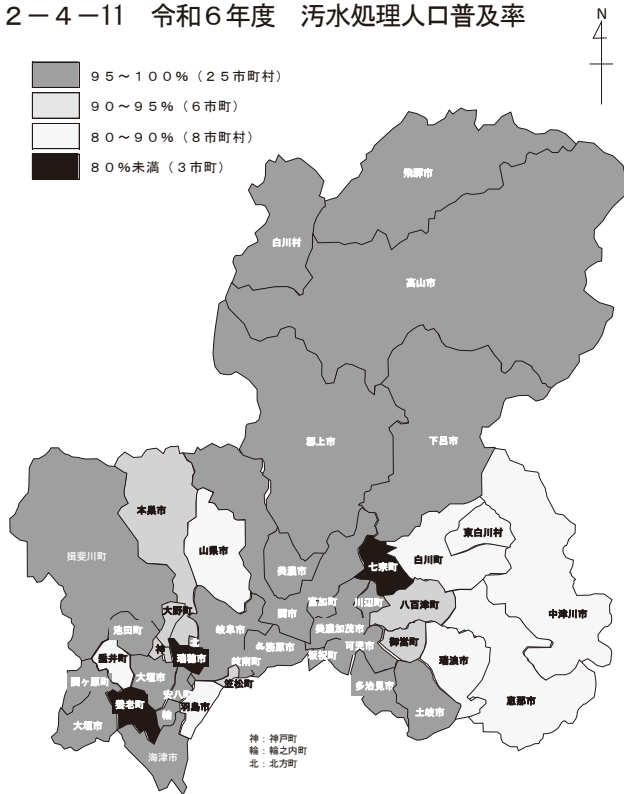 ２－４－11　令和６年度　汚水処理人口普及率
N
９５～１００％（２５市町村）
９０～９５％（６市町）
８０～９０％（８市町村）
８０％未満（３市町）
飛騨市
白川村
高山市
郡上市
下呂市
本巣市
東白川村
山県市
揖斐川町
白川町
七宗町
美濃市
中津川市
大野町
富加町
川辺町
八百津町
関市
池田町
北
岐阜市
美濃加茂市
御嵩町
神
各務原市
可児市
垂井町
瑞穂市
岐南町
坂祝町
瑞浪市
関ヶ原町
大垣市
笠松町
多治見市
恵那市
安八町
養老町
羽島市
輪
土岐市
大垣市
海津市
神：神戸町
輪：輪之内町
北：北方町